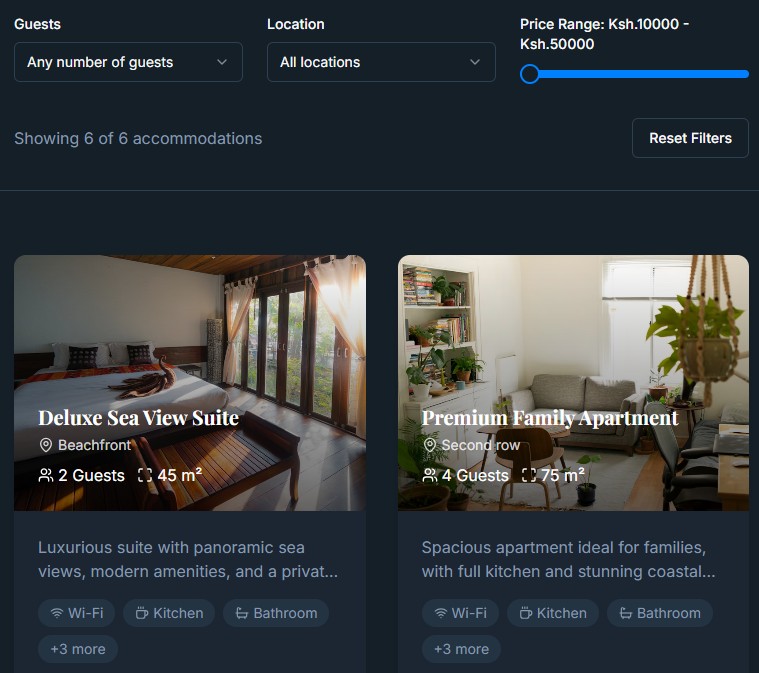 Guests
Location
Price Range: Ksh.10000 -
Ksh.50000
Any number of guests
All locations
Showing 6 of 6 accommodations
Reset Filters
Deluxe Sea View Suite
Beachfront
2 Guests 45 m²
Premium Family Apartment
Second row
4 Guests 75 m²
Luxurious suite with panoramic sea
views, modern amenities, and a privat...
Wi-Fi Kitchen Bathroom
+3 more
Spacious apartment ideal for families,
with full kitchen and stunning coastal...
Wi-Fi Kitchen Bathroom
+3 more